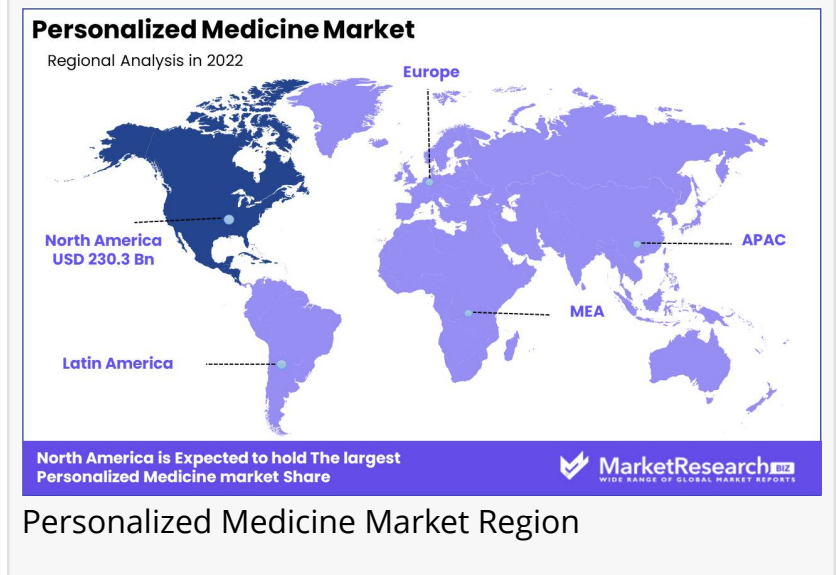 Personalized Medicine Market
Regional Analysis in 2022
Europe
North America
USD 230.3 Bn
APAC
MEA
Latin America
North America is Expected to hold The largest
Personalized Medicine market Share
MarketResearch BIZ
WIDE RANGE OF GLOBAL MARKET REPORTS
Personalized Medicine Market Region